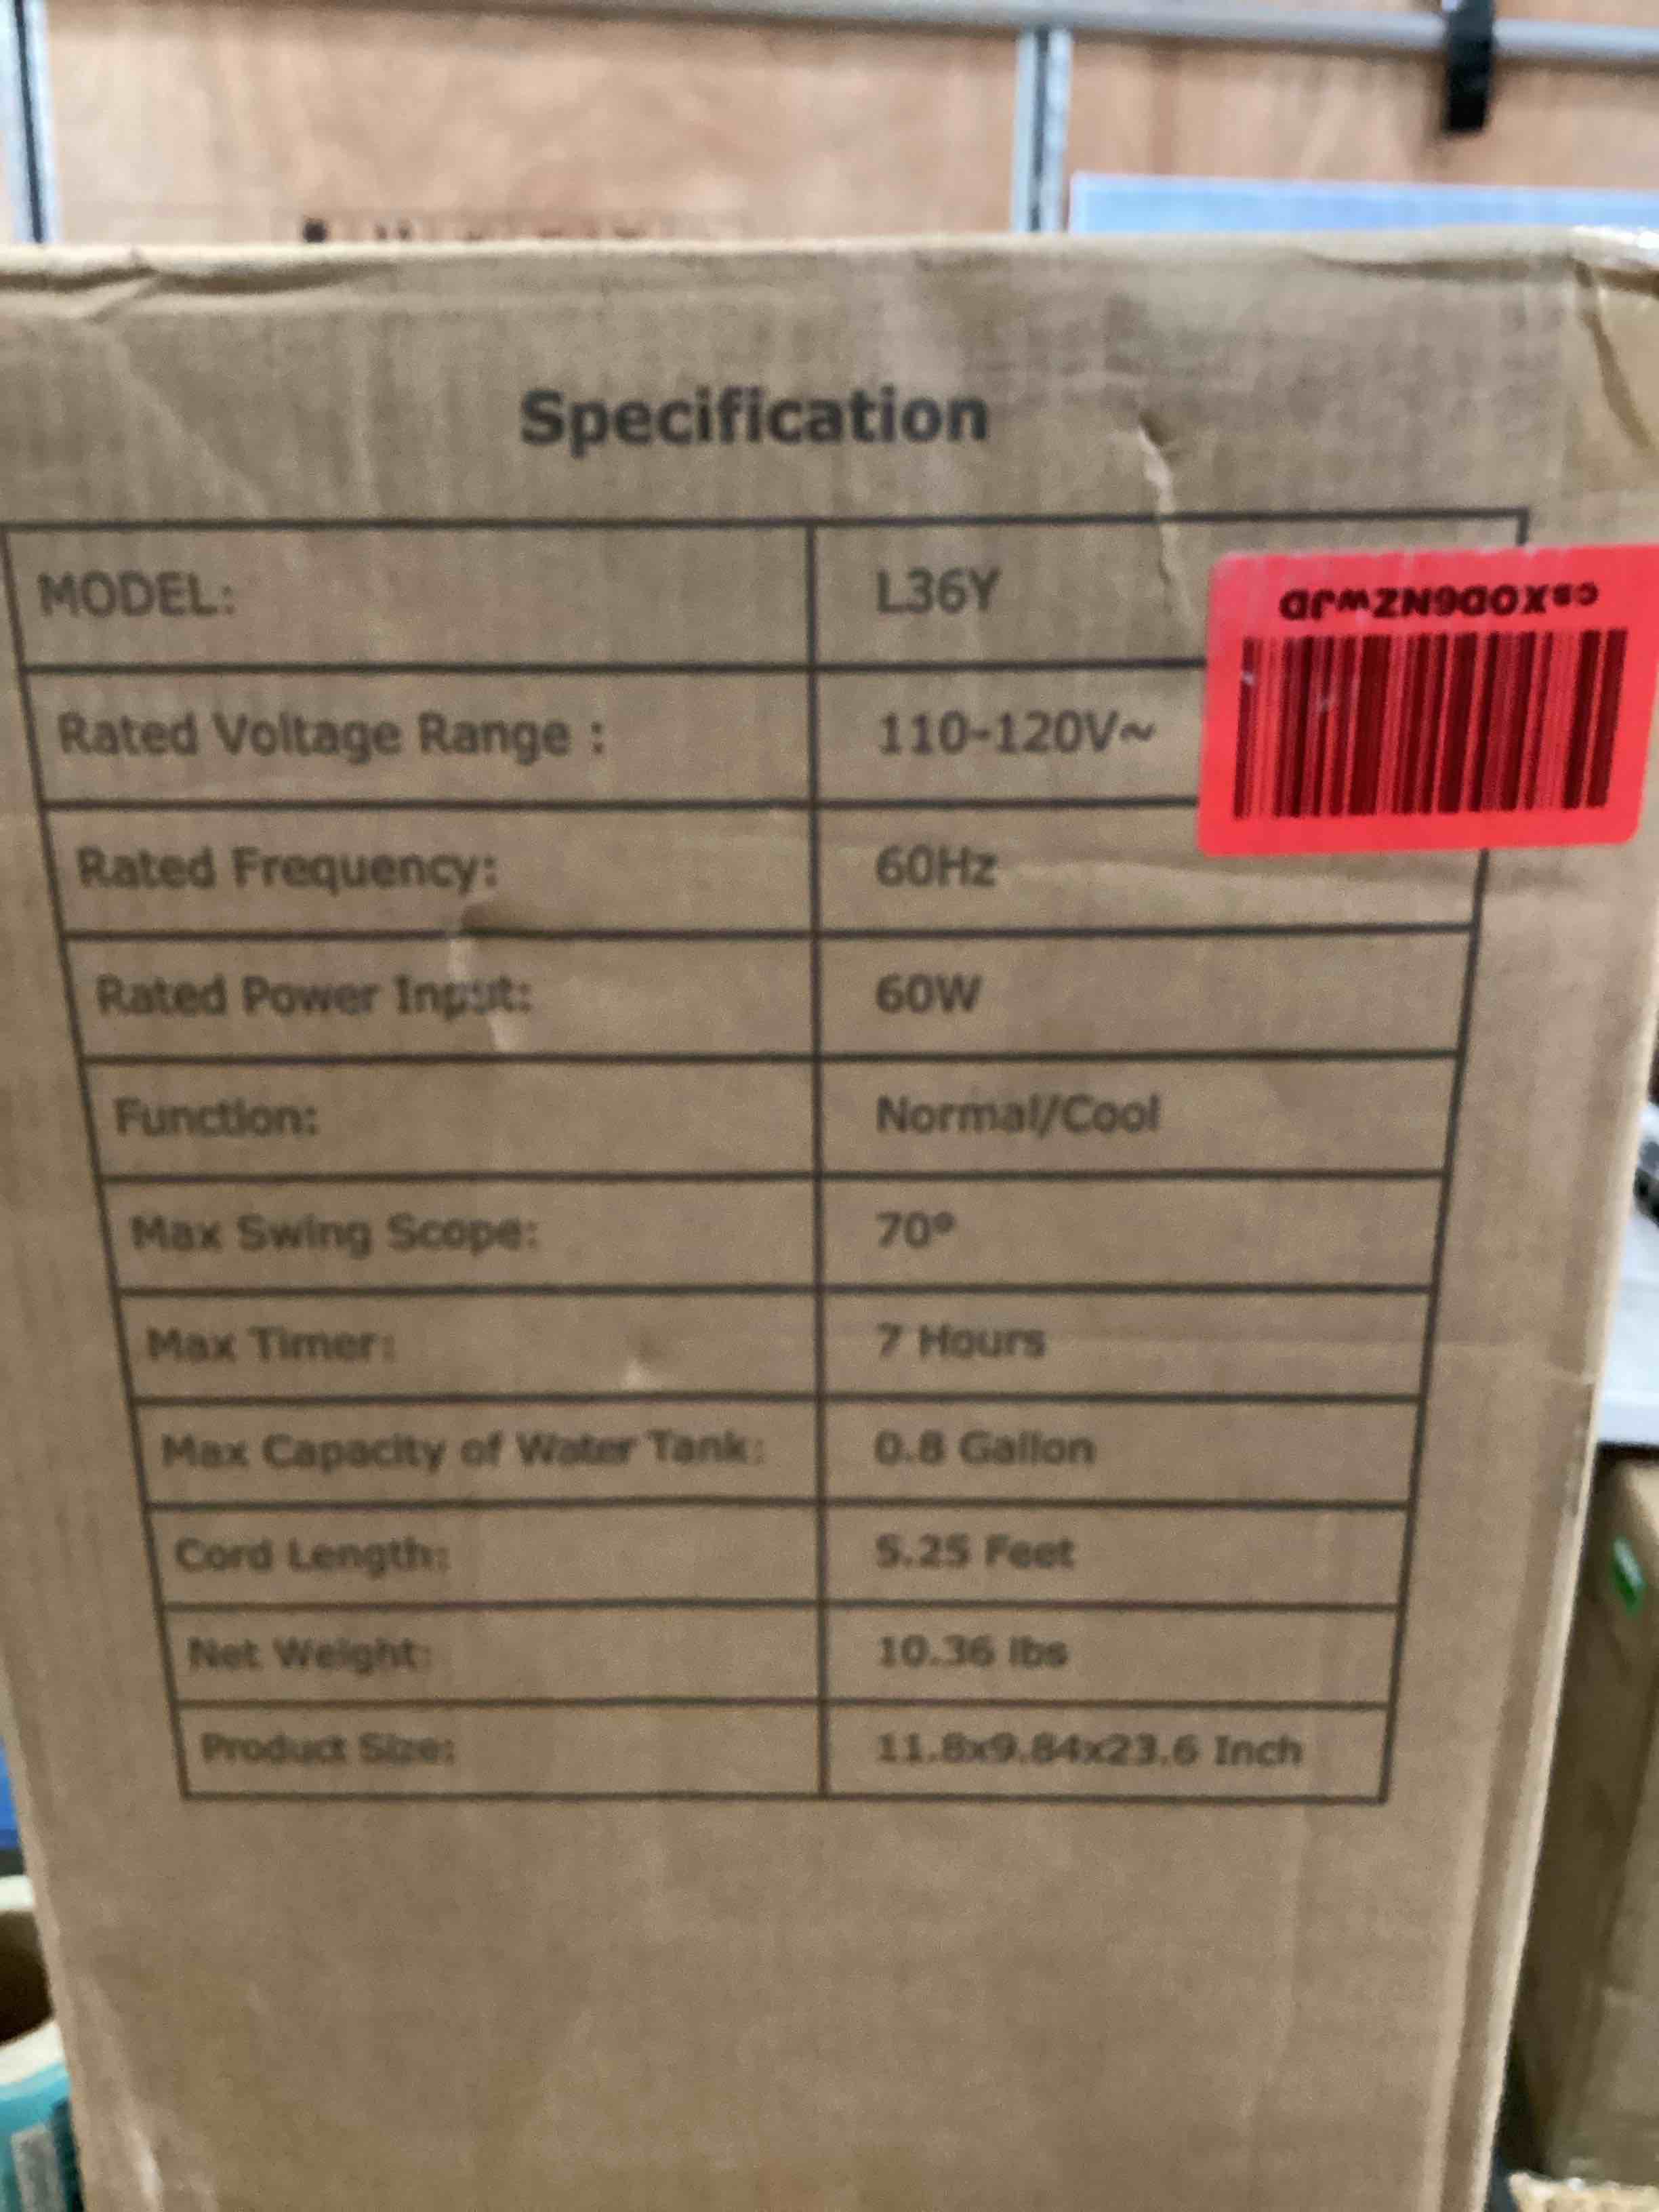 Specification
MODEL: L36Y
Rated Voltage Range : 110-120V~
Rated Frequency: 60Hz
Rated Power Input: 60W
Function: Normal/Cool
Max Swing Scope: 70°
Max Timer: 7 Hours
Max Capacity of Water Tank: 0.8 Gallon
Cord Length: 5.25 Feet
Net Weight: 10.36 lbs
Product Size: 11.8x9.84x23.6 Inch